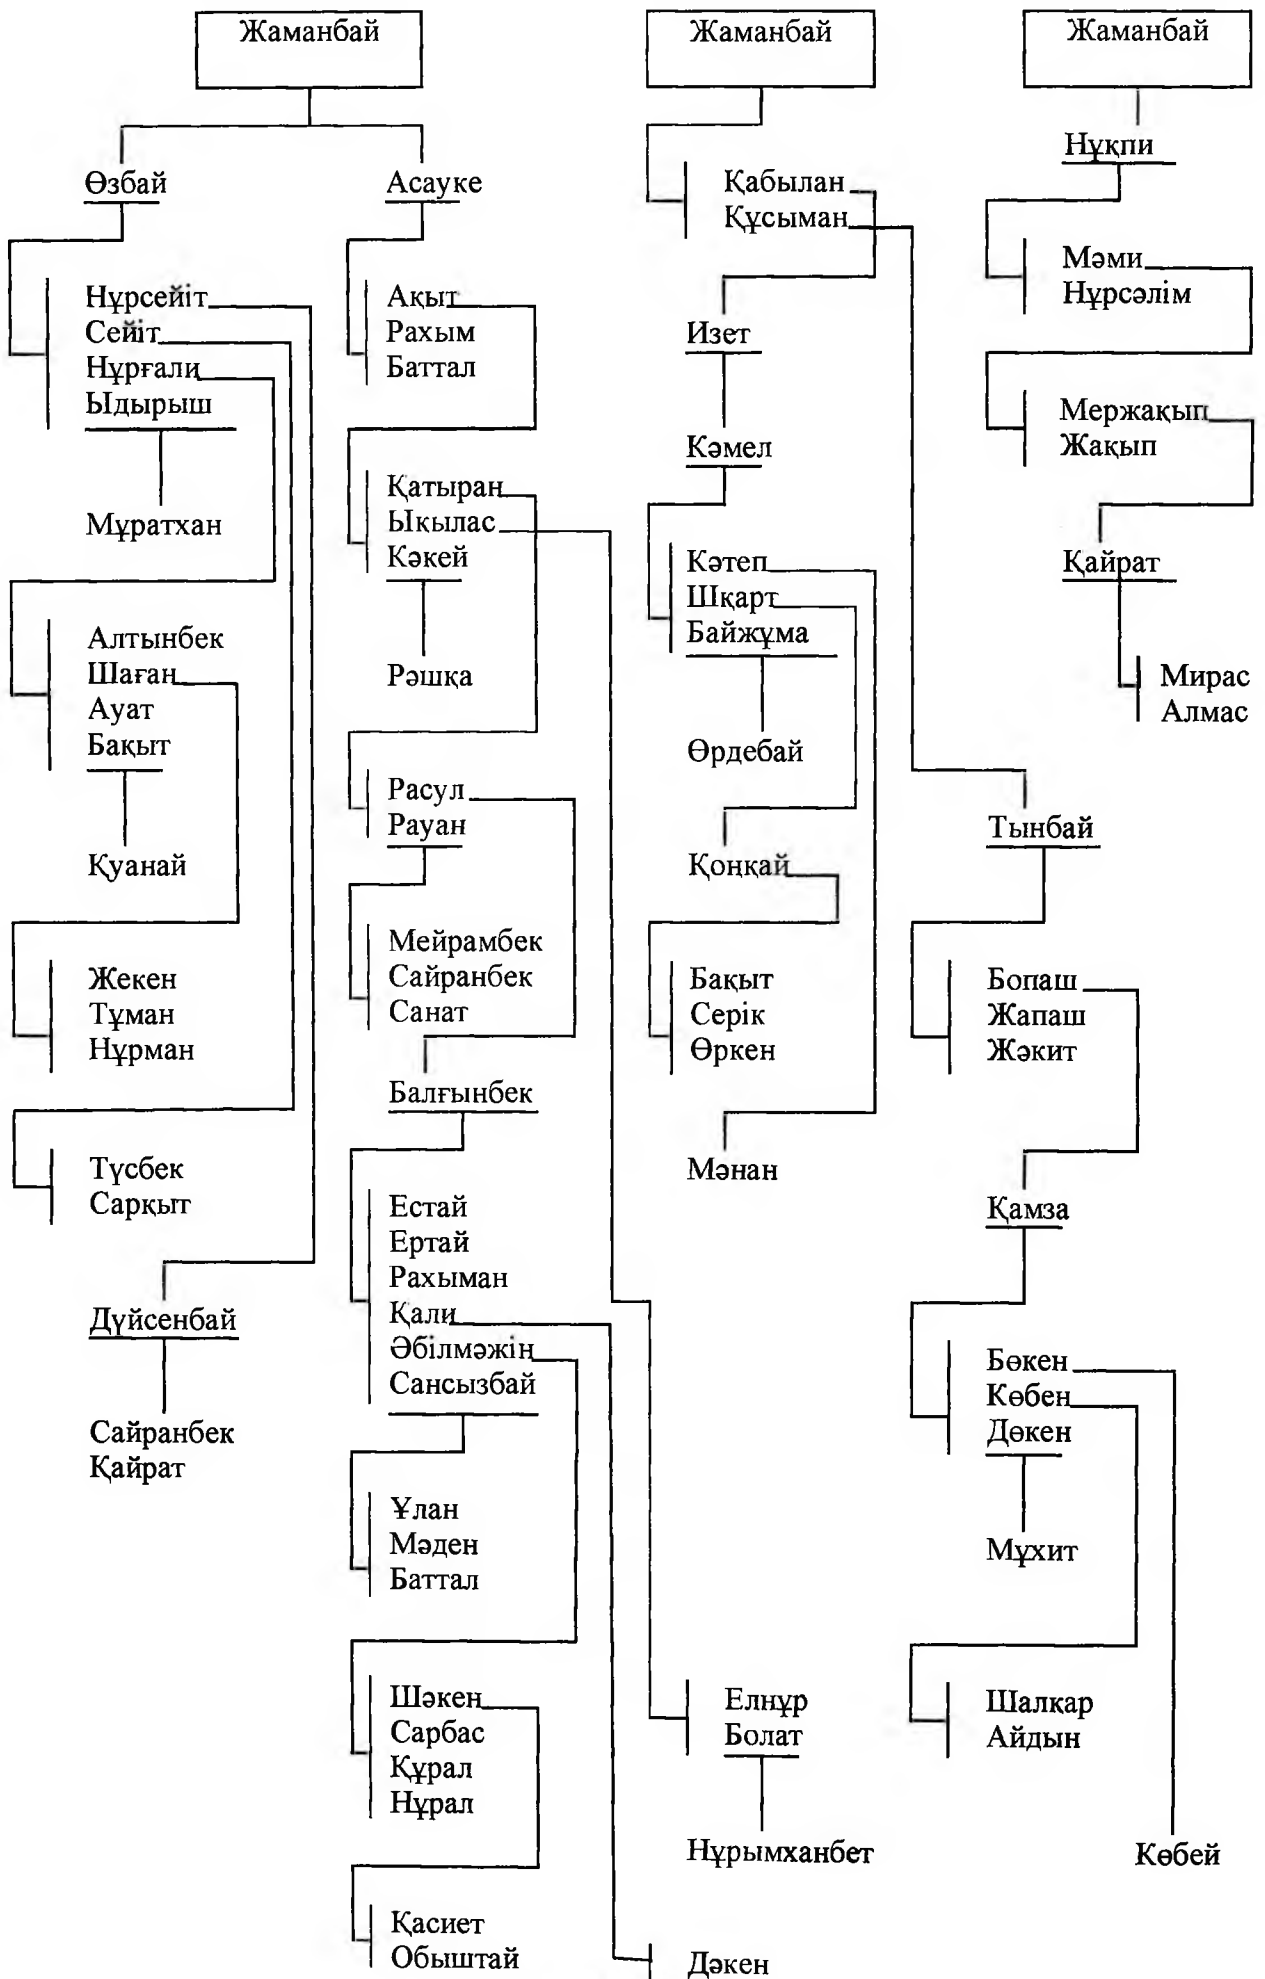 Жаманбай
Өзбай
Асауке
Нұрсейіт
Сейіт
Нұрғали
Ыдырыш
Мұратхан
Алтынбек
Шаған
Ауат
Бақыт
Қуанай
Жекен
Тұман
Нұрман
Түсбек
Сарқыт
Дүйсенбай
Сайранбек
Қайрат
Ақыт
Рахым
Баттал
Қатыран
Ыкылас
Кәкей
Рәшқа
Расул
Рауан
Мейрамбек
Сайранбек
Санат
Балғынбек
Естай
Ертай
Рахыман
Қали
Әбілмәжін
Сансызбай
Ұлан
Мәден
Баттал
Шәкен
Сарбас
Құрал
Нұрал
Қасиет
Обыштай
Жаманбай
Қабылан
Құсыман
Изет
Кәмел
Кәтеп
Шқарт
Байжұма
Өрдебай
Қоңқай
Бақыт
Серік
Өркен
Мәнан
Елнұр
Болат
Нұрымханбет
Дәкен
Жаманбай
Нұқпи
Мәми
Нұрсәлім
Мержақып
Жақып
Қайрат
Мирас
Алмас
Тынбай
Бопаш
Жапаш
Жәкит
Қамза
Бөкен
Көбен
Дөкен
Мұхит
Шалқар
Айдын
Көбей